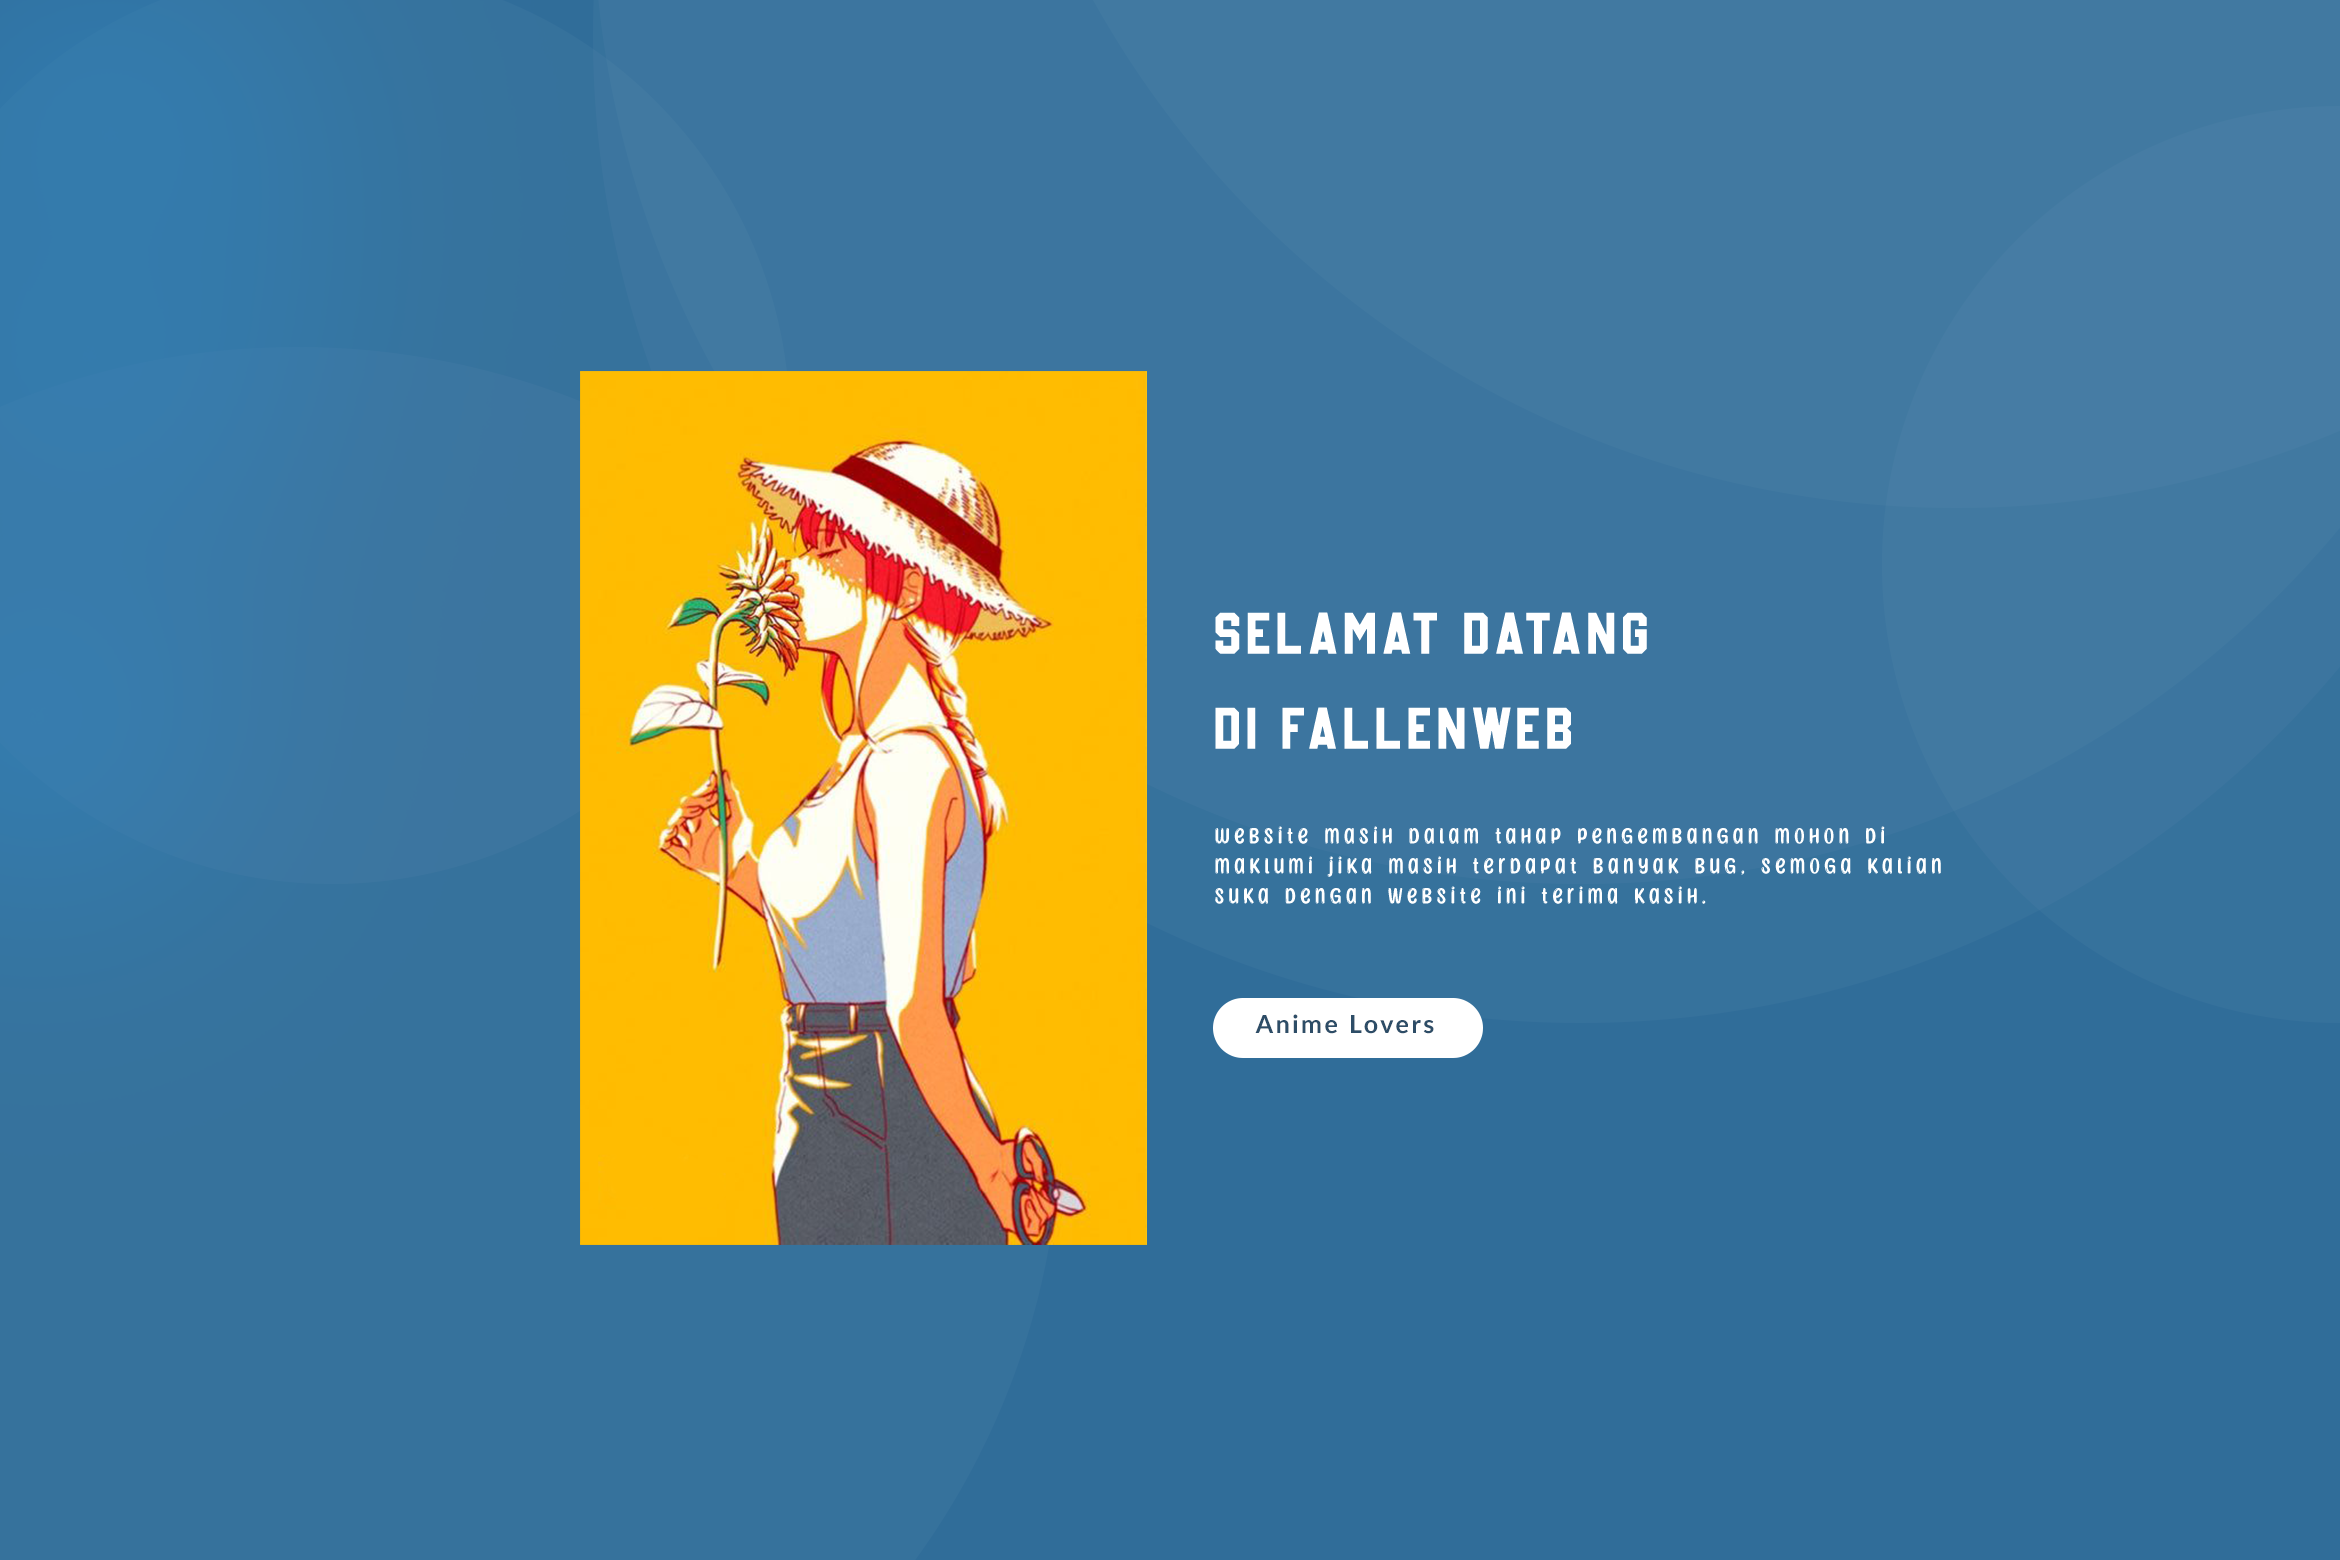 SELAMAT DATANG
DI FALLENWEB
Website masih dalam tahap pengembangan mohon di
maklumi jika masih terdapat banyak bug, semoga kalian
suka dengan website ini terima kasih.
Anime Lovers